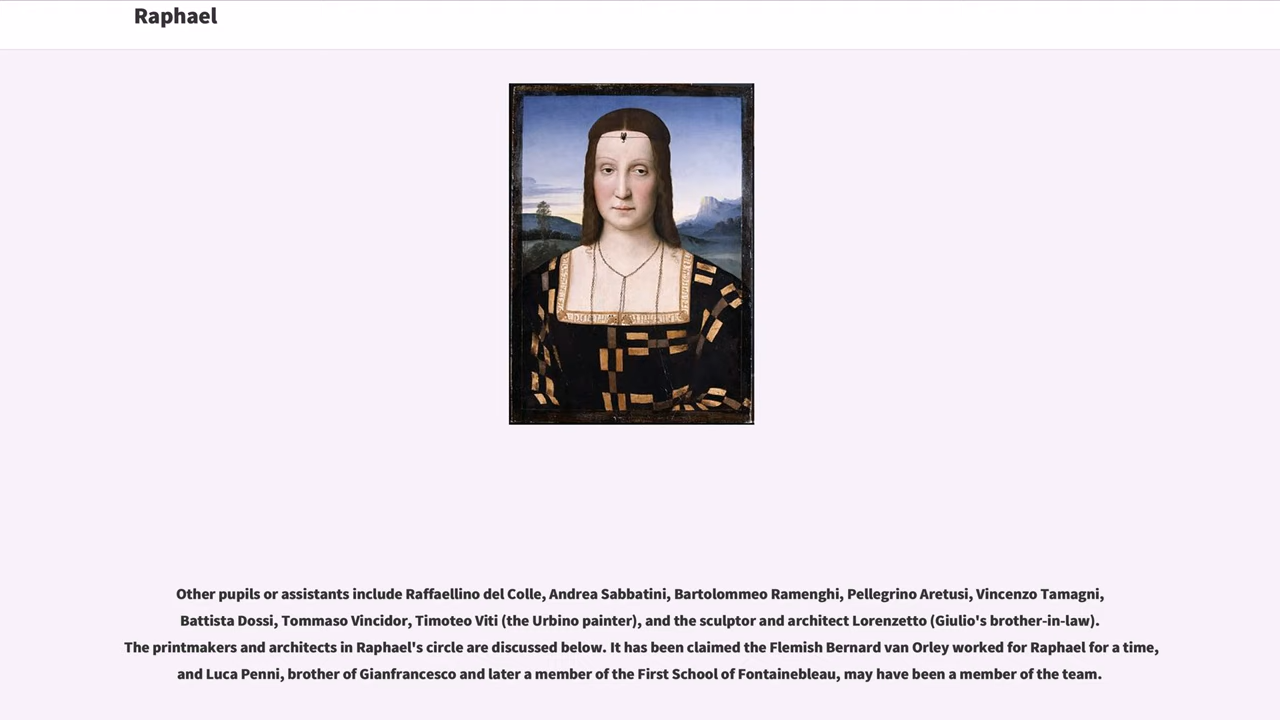 Raphael
Other pupils or assistants include Raffaellino del Colle, Andrea Sabbatini, Bartolommeo Ramenghi, Pellegrino Aretusi, Vincenzo Tamagni,
Battista Dossi, Tommaso Vincidor, Timoteo Viti (the Urbino painter), and the sculptor and architect Lorenzetto (Giulio's brother-in-law).
The printmakers and architects in Raphael's circle are discussed below. It has been claimed the Flemish Bernard van Orley worked for Raphael for a time,
and Luca Penni, brother of Gianfrancesco and later a member of the First School of Fontainebleau, may have been a member of the team.